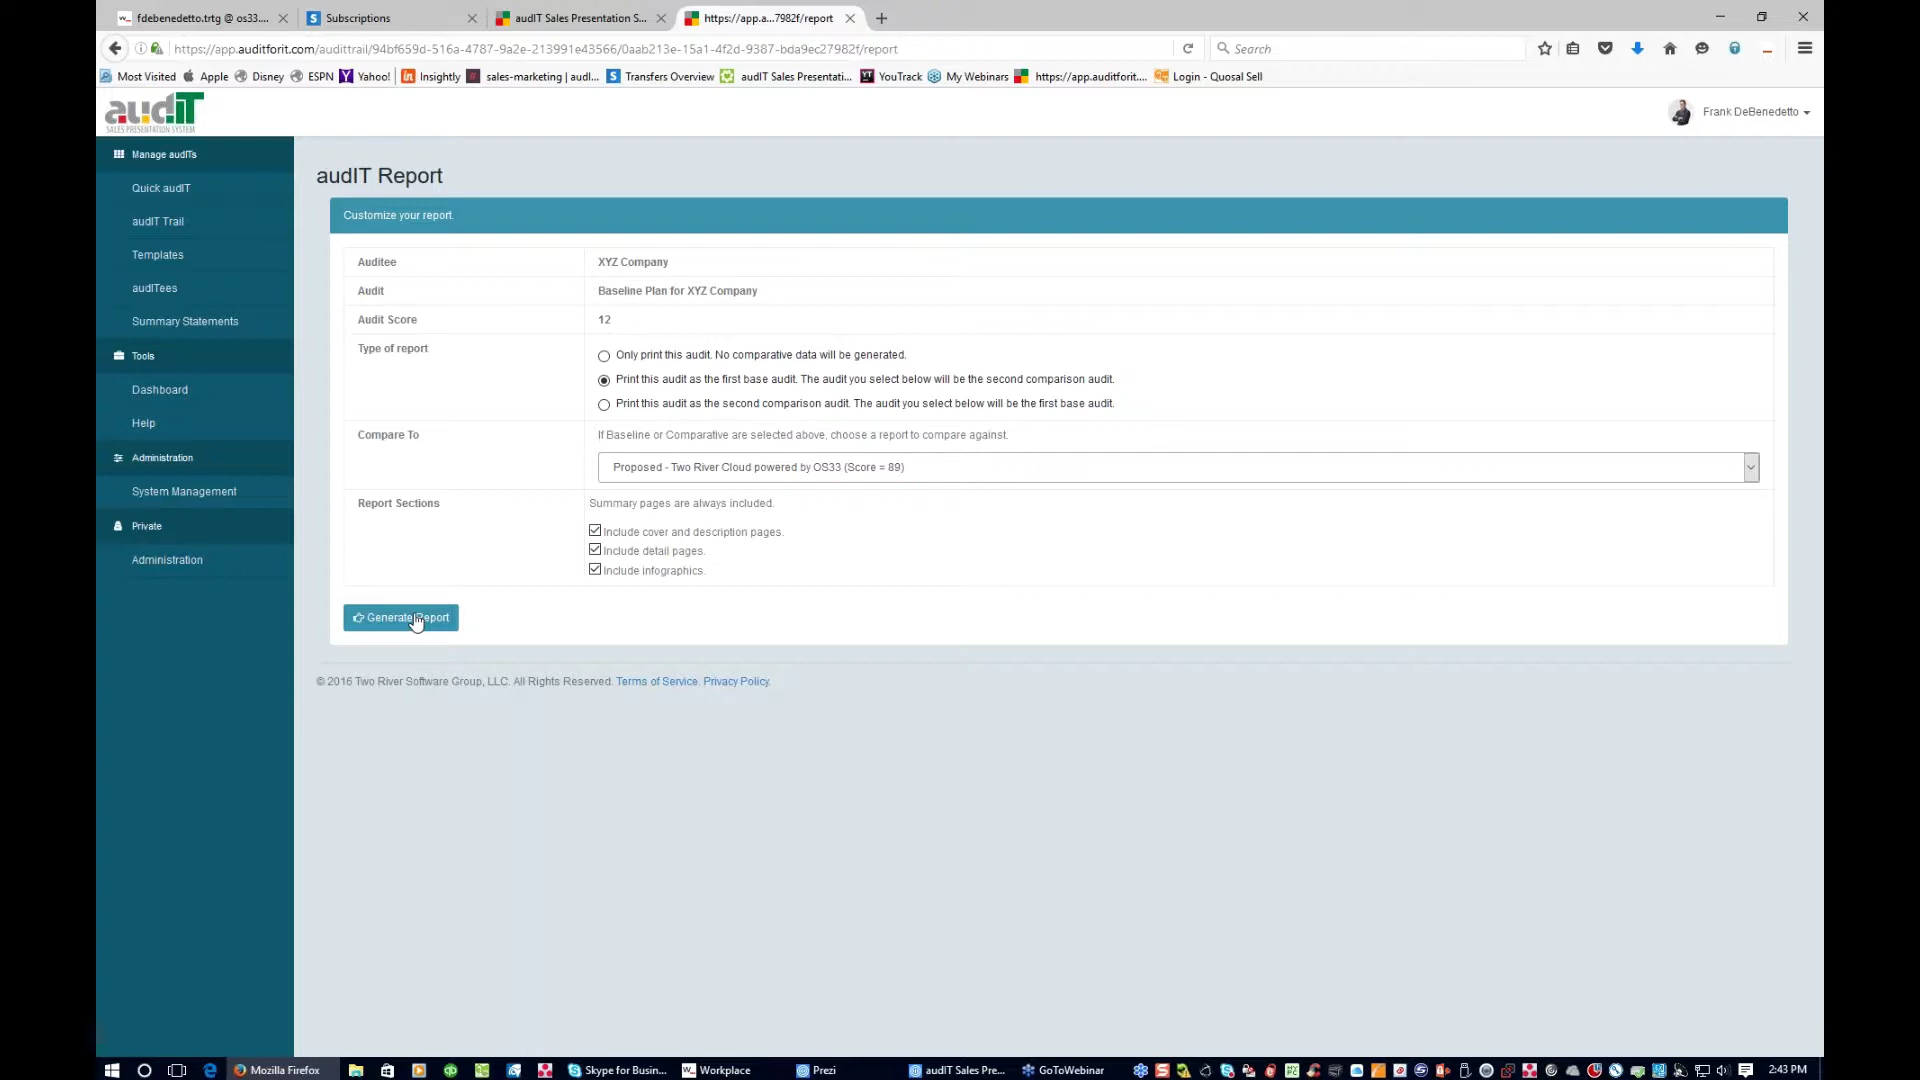 fdebenedetto.trtg @ os33....
Subscriptions
audIT Sales Presentation S...
https://app.a...7982f/report
https://app.auditforit.com/audittrail/94bf659d-516a-4787-9a2e-213991e43566/0aab213e-15a1-4f2d-9387-bda9ec27982f/report
Search
Most Visited
Apple
Disney
ESPN
Yahoo!
Insightly
sales-marketing | audI...
Transfers Overview
audIT Sales Presentati...
YouTrack
My Webinars
https://app.auditforit....
Login - Quosal Sell
audIT
SALES PRESENTATION SYSTEM
Frank DeBenedetto
Manage audITs
Quick audIT
audIT Trail
Templates
audITees
Summary Statements
Tools
Dashboard
Help
Administration
System Management
Private
Administration
audIT Report
Customize your report
Auditee
XYZ Company
Audit
Baseline Plan for XYZ Company
Audit Score
12
Type of report
Only print this audit. No comparative data will be generated.
Print this audit as the first base audit. The audit you select below will be the second comparison audit.
Print this audit as the second comparison audit. The audit you select below will be the first base audit.
Compare To
If Baseline or Comparative are selected above, choose a report to compare against.
Proposed - Two River Cloud powered by OS33 (Score = 89)
Report Sections
Summary pages are always included.
Include cover and description pages.
Include detail pages.
Include infographics.
Generate Report
© 2016 Two River Software Group, LLC. All Rights Reserved. Terms of Service. Privacy Policy.
Mozilla Firefox
Skype for Busin...
Workplace
Prezi
audIT Sales Pre...
GoToWebinar
2:43 PM